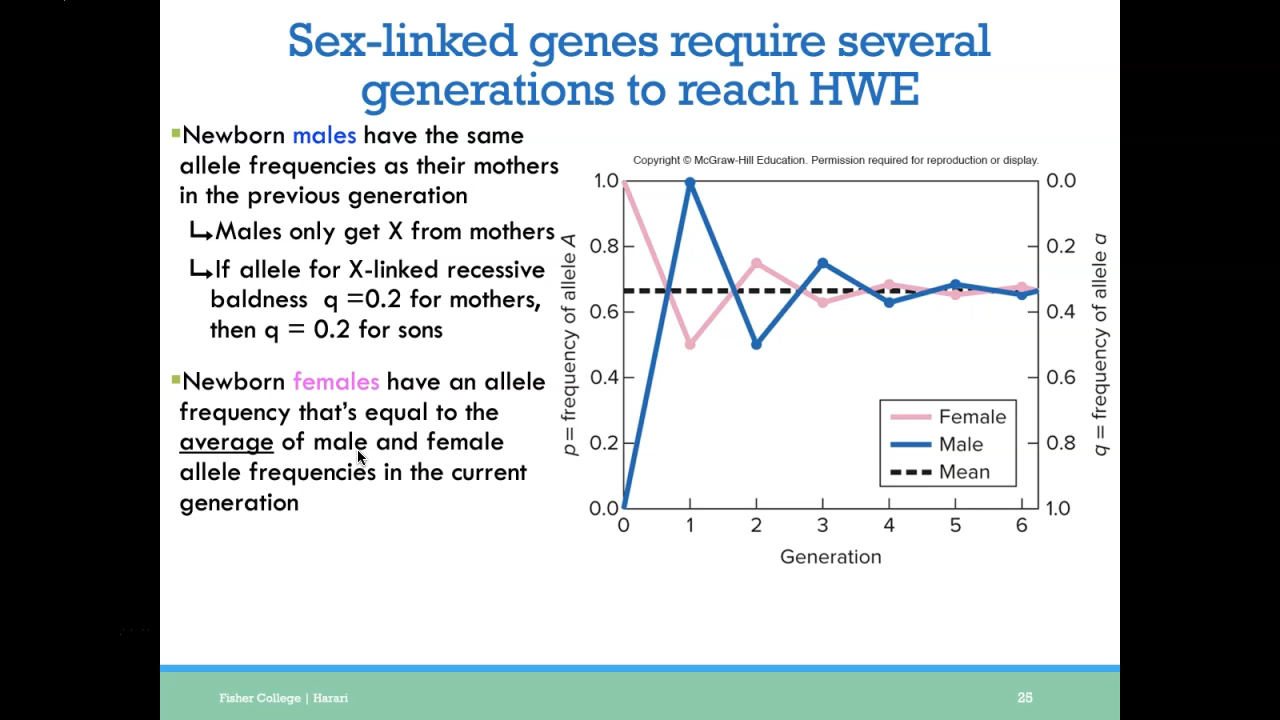 Sex-linked genes require several
generations to reach HWE
Newborn males have the same
allele frequencies as their mothers
in the previous generation
Males only get X from mothers
If allele for X-linked recessive
baldness q =0.2 for mothers,
then q = 0.2 for sons
Newborn females have an allele
frequency that's equal to the
average of male and female
allele frequencies in the current
generation
Copyright © McGraw-Hill Education. Permission required for reproduction or display.
p = frequency of allele A
1.0
0.8
0.6
0.4
0.2
0.0
0.0
0.2
0.4
0.6
0.8
1.0
q = frequency of allele a
Female
Male
Mean
0 1 2 3 4 5 6
Generation
Fisher College | Harari
25